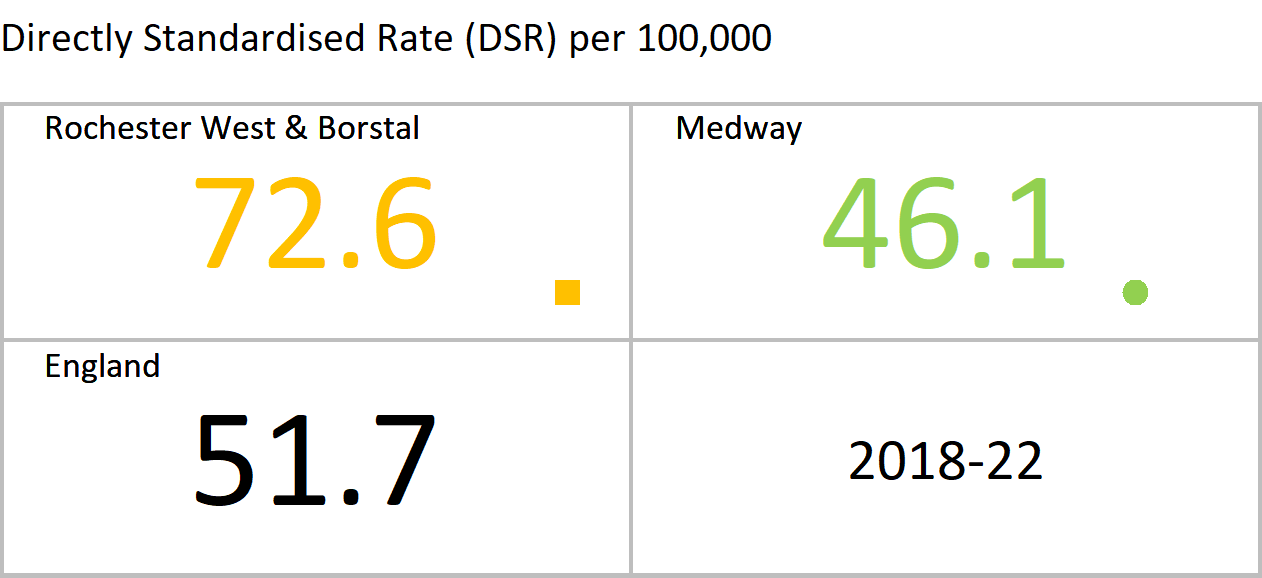 Directly Standardised Rate (DSR) per 100,000
Rochester West & Borstal
72.6
Medway
46.1
England
51.7
2018-22